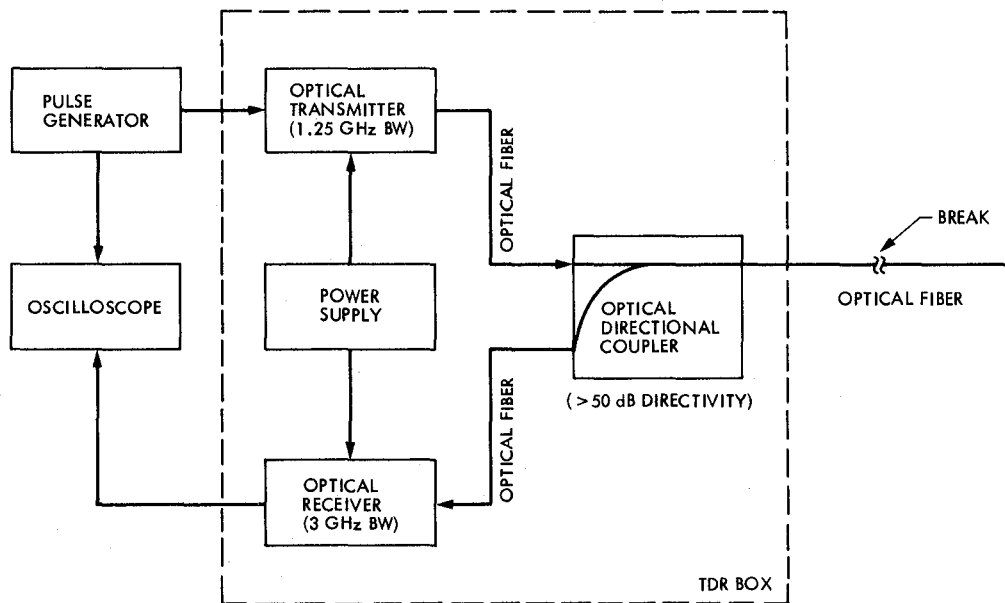 PULSE
GENERATOR
OPTICAL
TRANSMITTER
(1.25 GHz BW)
OPTICAL FIBER
BREAK
OSCILLOSCOPE
POWER
SUPPLY
OPTICAL
DIRECTIONAL
COUPLER
OPTICAL FIBER
(>50 dB DIRECTIVITY)
OPTICAL FIBER
OPTICAL
RECEIVER
(3 GHz BW)
TDR BOX